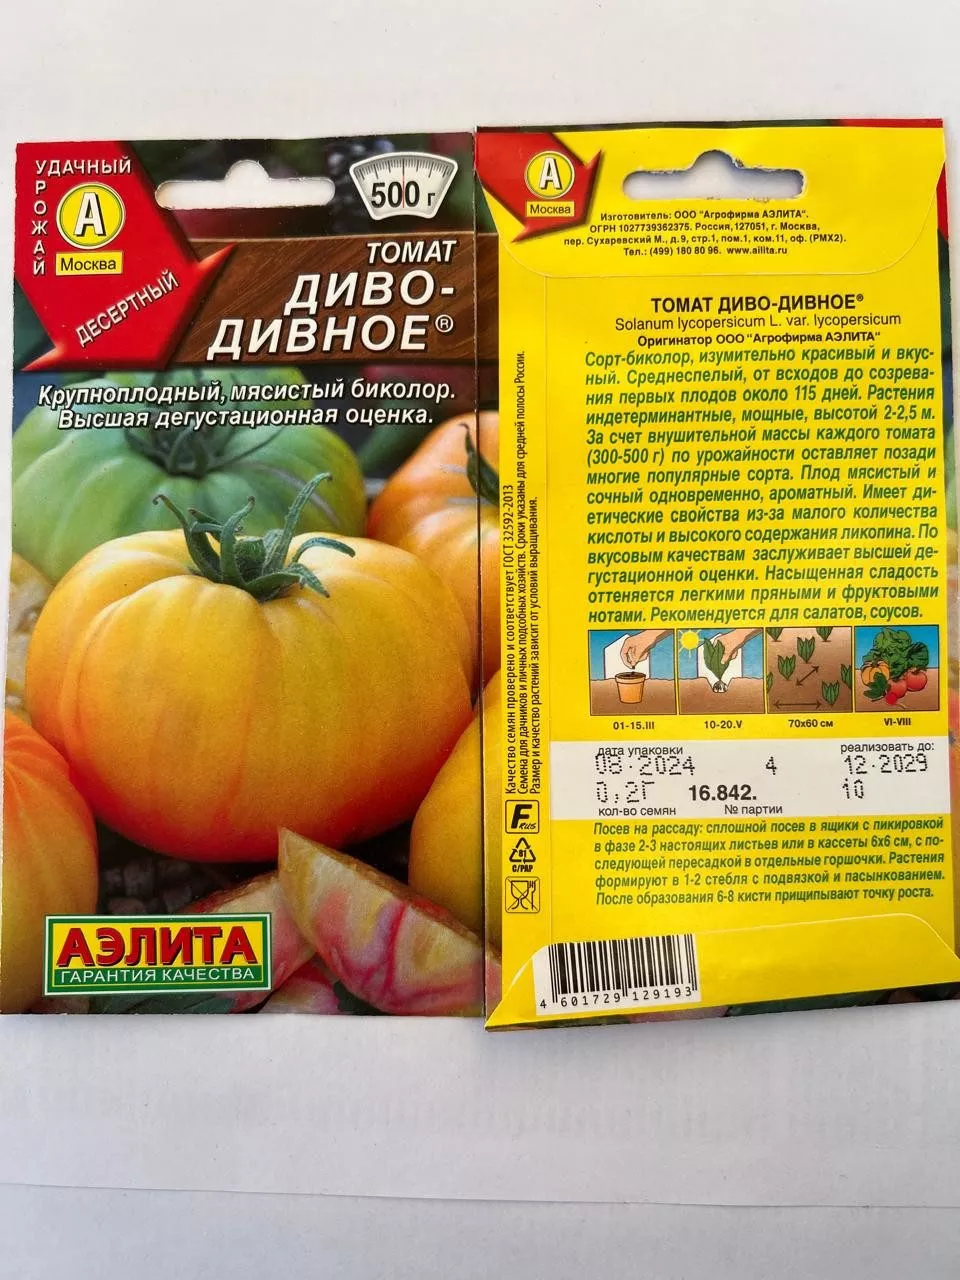 УДАЧНЫЙ
УРОЖАЙ
А
Москва
ДЕСЕРТНЫЙ
500 г
ТОМАТ
ДИВО-
ДИВНОЕ®
Крупноплодный, мясистый биколор.
Высшая дегустационная оценка.
АЭЛИТА
ГАРАНТИЯ КАЧЕСТВА
А
Москва
Изготовитель: ООО "Агрофирма АЭЛИТА".
ОГРН 1027739362375. Россия,127051, г. Москва,
пер. Сухаревский М., д.9, стр.1, пом.1, ком.11, оф. (РМХ2).
Тел.: (499) 180 80 96. www.ailita.ru
ТОМАТ ДИВО-ДИВНОЕ®
Solanum lycopersicum L. var. lycopersicum
Оригинатор ООО "Агрофирма АЭЛИТА"
Сорт-биколор, изумительно красивый и вкус-
ный. Среднеспелый, от всходов до созрева-
ния первых плодов около 115 дней. Растения
индетерминантные, мощные, высотой 2-2,5 м.
За счет внушительной массы каждого томата
(300-500 г) по урожайности оставляет позади
многие популярные сорта. Плод мясистый и
сочный одновременно, ароматный. Имеет ди-
етические свойства из-за малого количества
кислоты и высокого содержания ликопина. По
вкусовым качествам заслуживает высшей де-
густационной оценки. Насыщенная сладость
оттеняется легкими пряными и фруктовыми
нотами. Рекомендуется для салатов, соусов.
01-15.III 10-20.V 70x60 см VI-VIII
дата упаковки реализовать до:
08.2024 4 12.2029
0,2г 16.842. 10
кол-во семян № партии
Посев на рассаду: сплошной посев в ящики с пикировкой
в фазе 2-3 настоящих листьев или в кассеты 6х6 см, с по-
следующей пересадкой в отдельные горшочки. Растения
формируют в 1-2 стебля с подвязкой и пасынкованием.
После образования 6-8 кисти прищипывают точку роста.
Качество семян проверено и соответствует ГОСТ 32592-2013
Семена для дачников и личных подсобных хозяйств. Сроки указаны для средней полосы России.
Размер и качество растений зависит от условий выращивания.
Frus
81
C/PAP
4 601729 129193